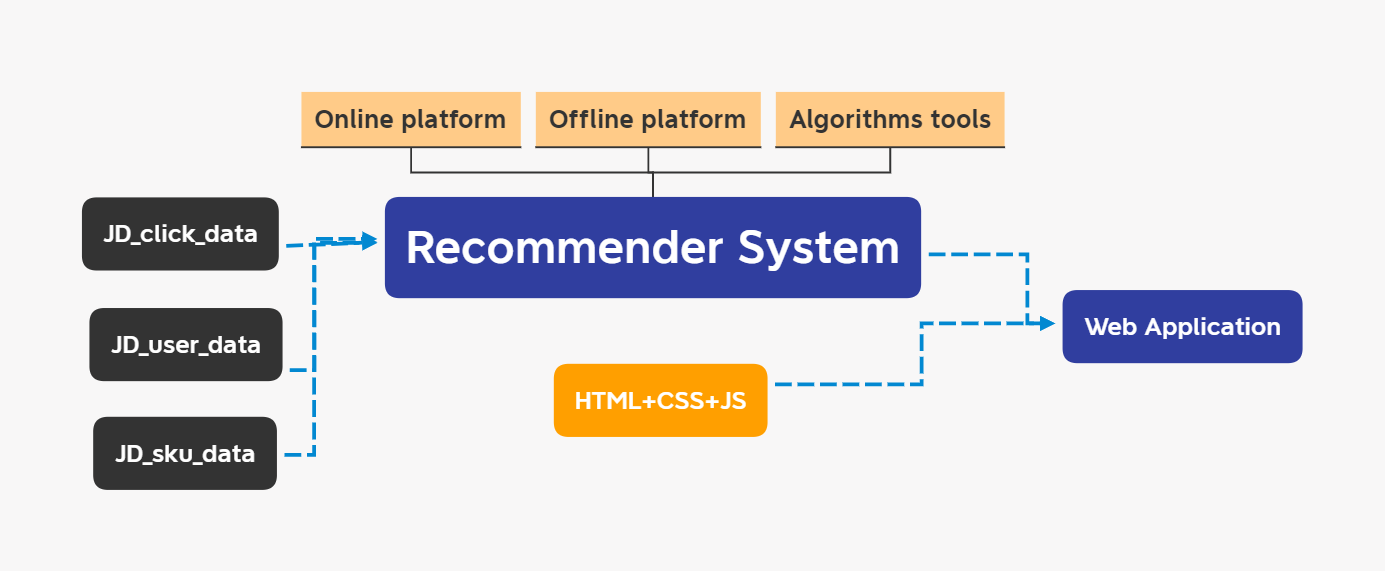 Online platform
Offline platform
Algorithms tools
JD_click_data
Recommender System
JD_user_data
Web Application
HTML+CSS+JS
JD_sku_data